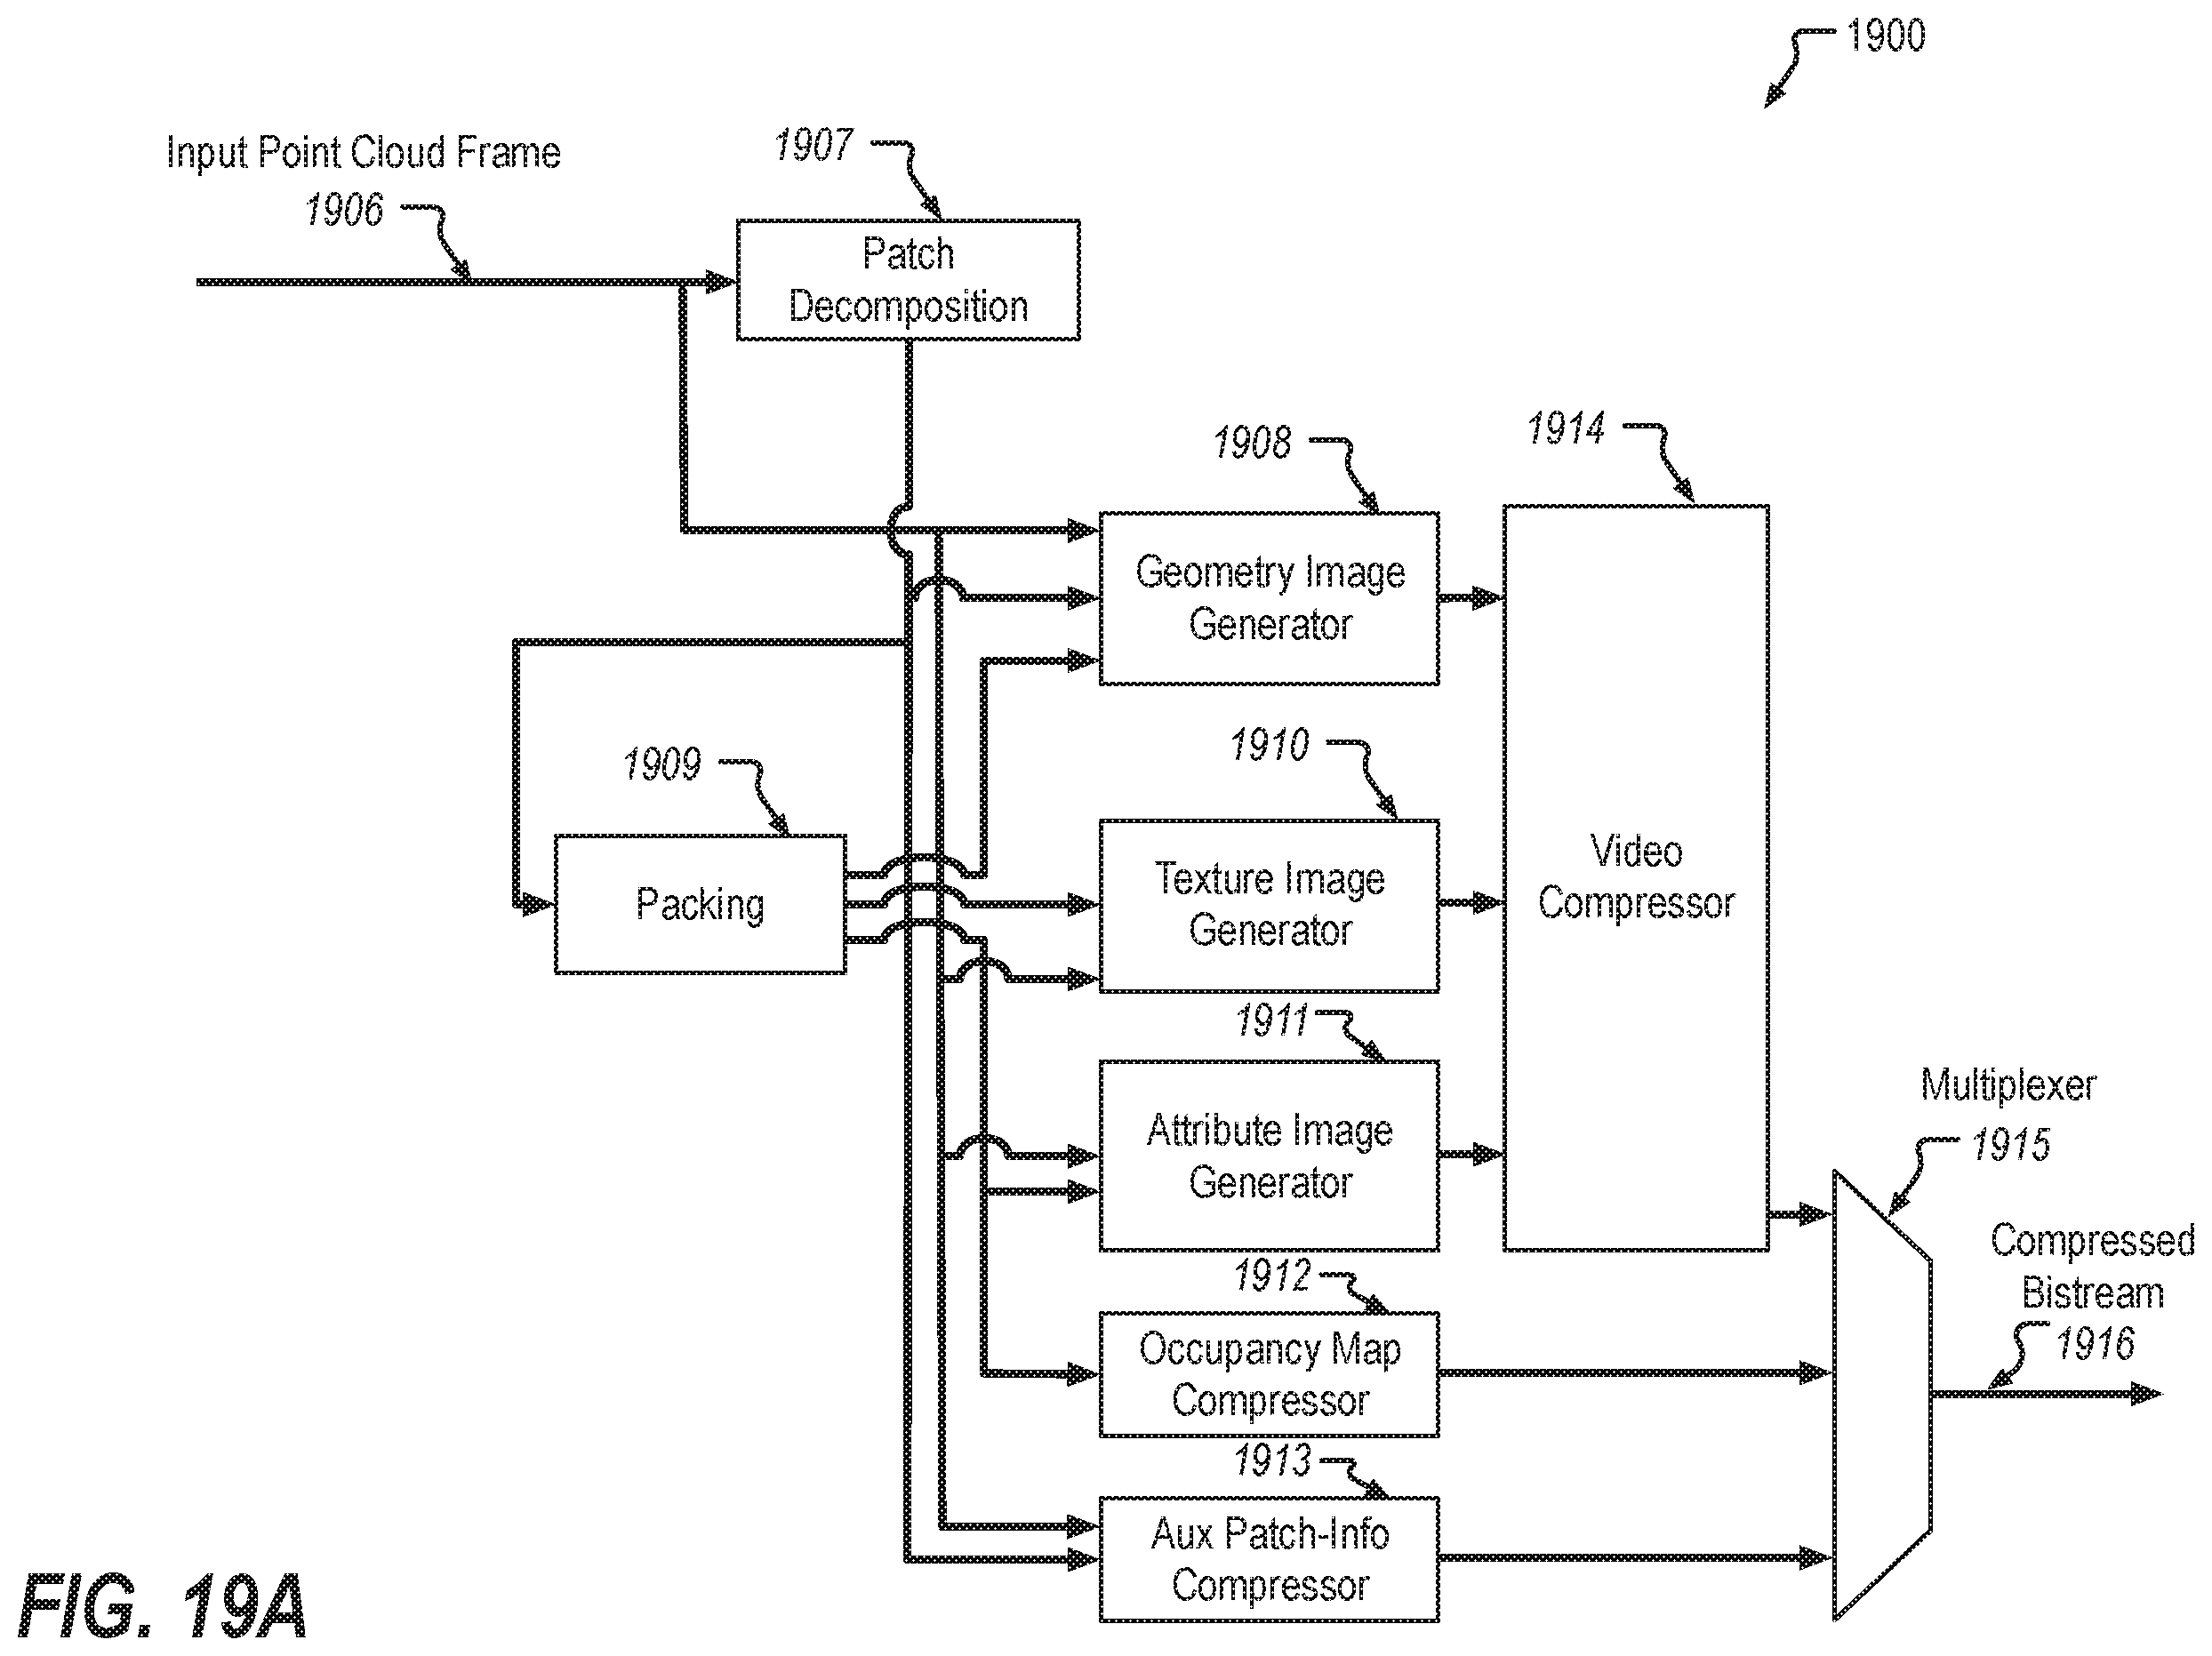 1900
Input Point Cloud Frame
1906
1907
Patch
Decomposition
1908
Geometry Image
Generator
1914
Video
Compressor
1909
Packing
1910
Texture Image
Generator
1911
Attribute Image
Generator
Multiplexer
1915
Compressed
Bistream
1916
1912
Occupancy Map
Compressor
1913
Aux Patch-Info
Compressor
FIG. 19A